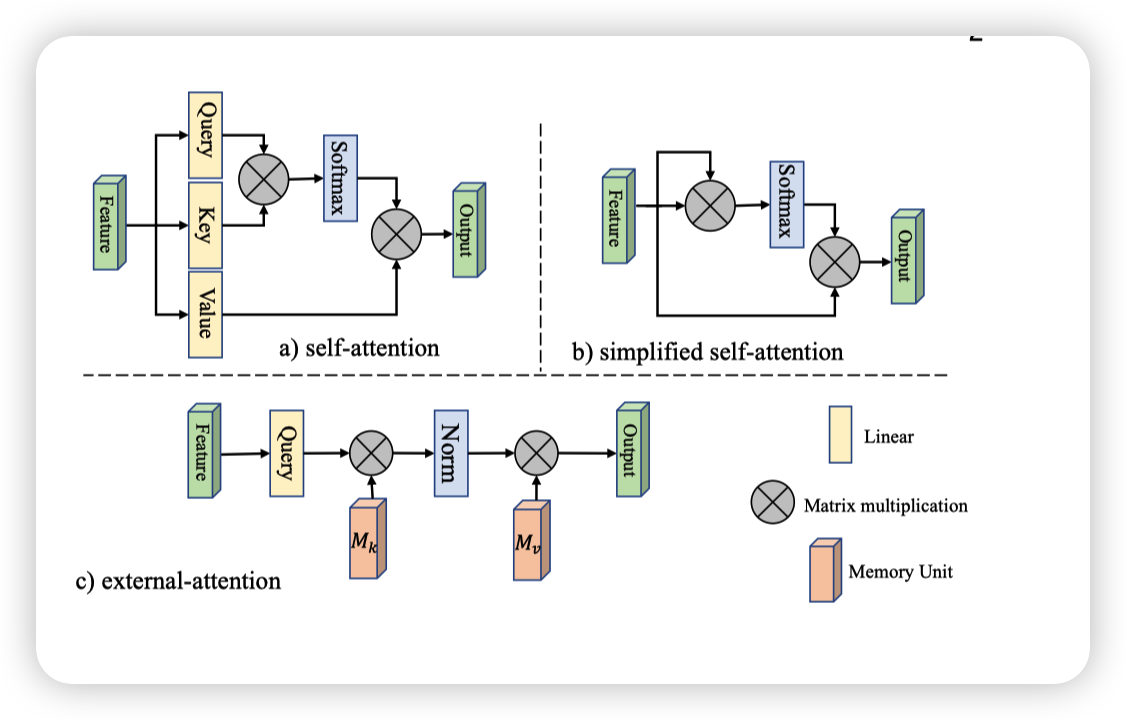 Query
Key
Value
Feature
Softmax
Output
a) self-attention
Feature
Softmax
Output
b) simplified self-attention
Feature
Query
Norm
Output
M_k
M_v
c) external-attention
Linear
Matrix multiplication
Memory Unit